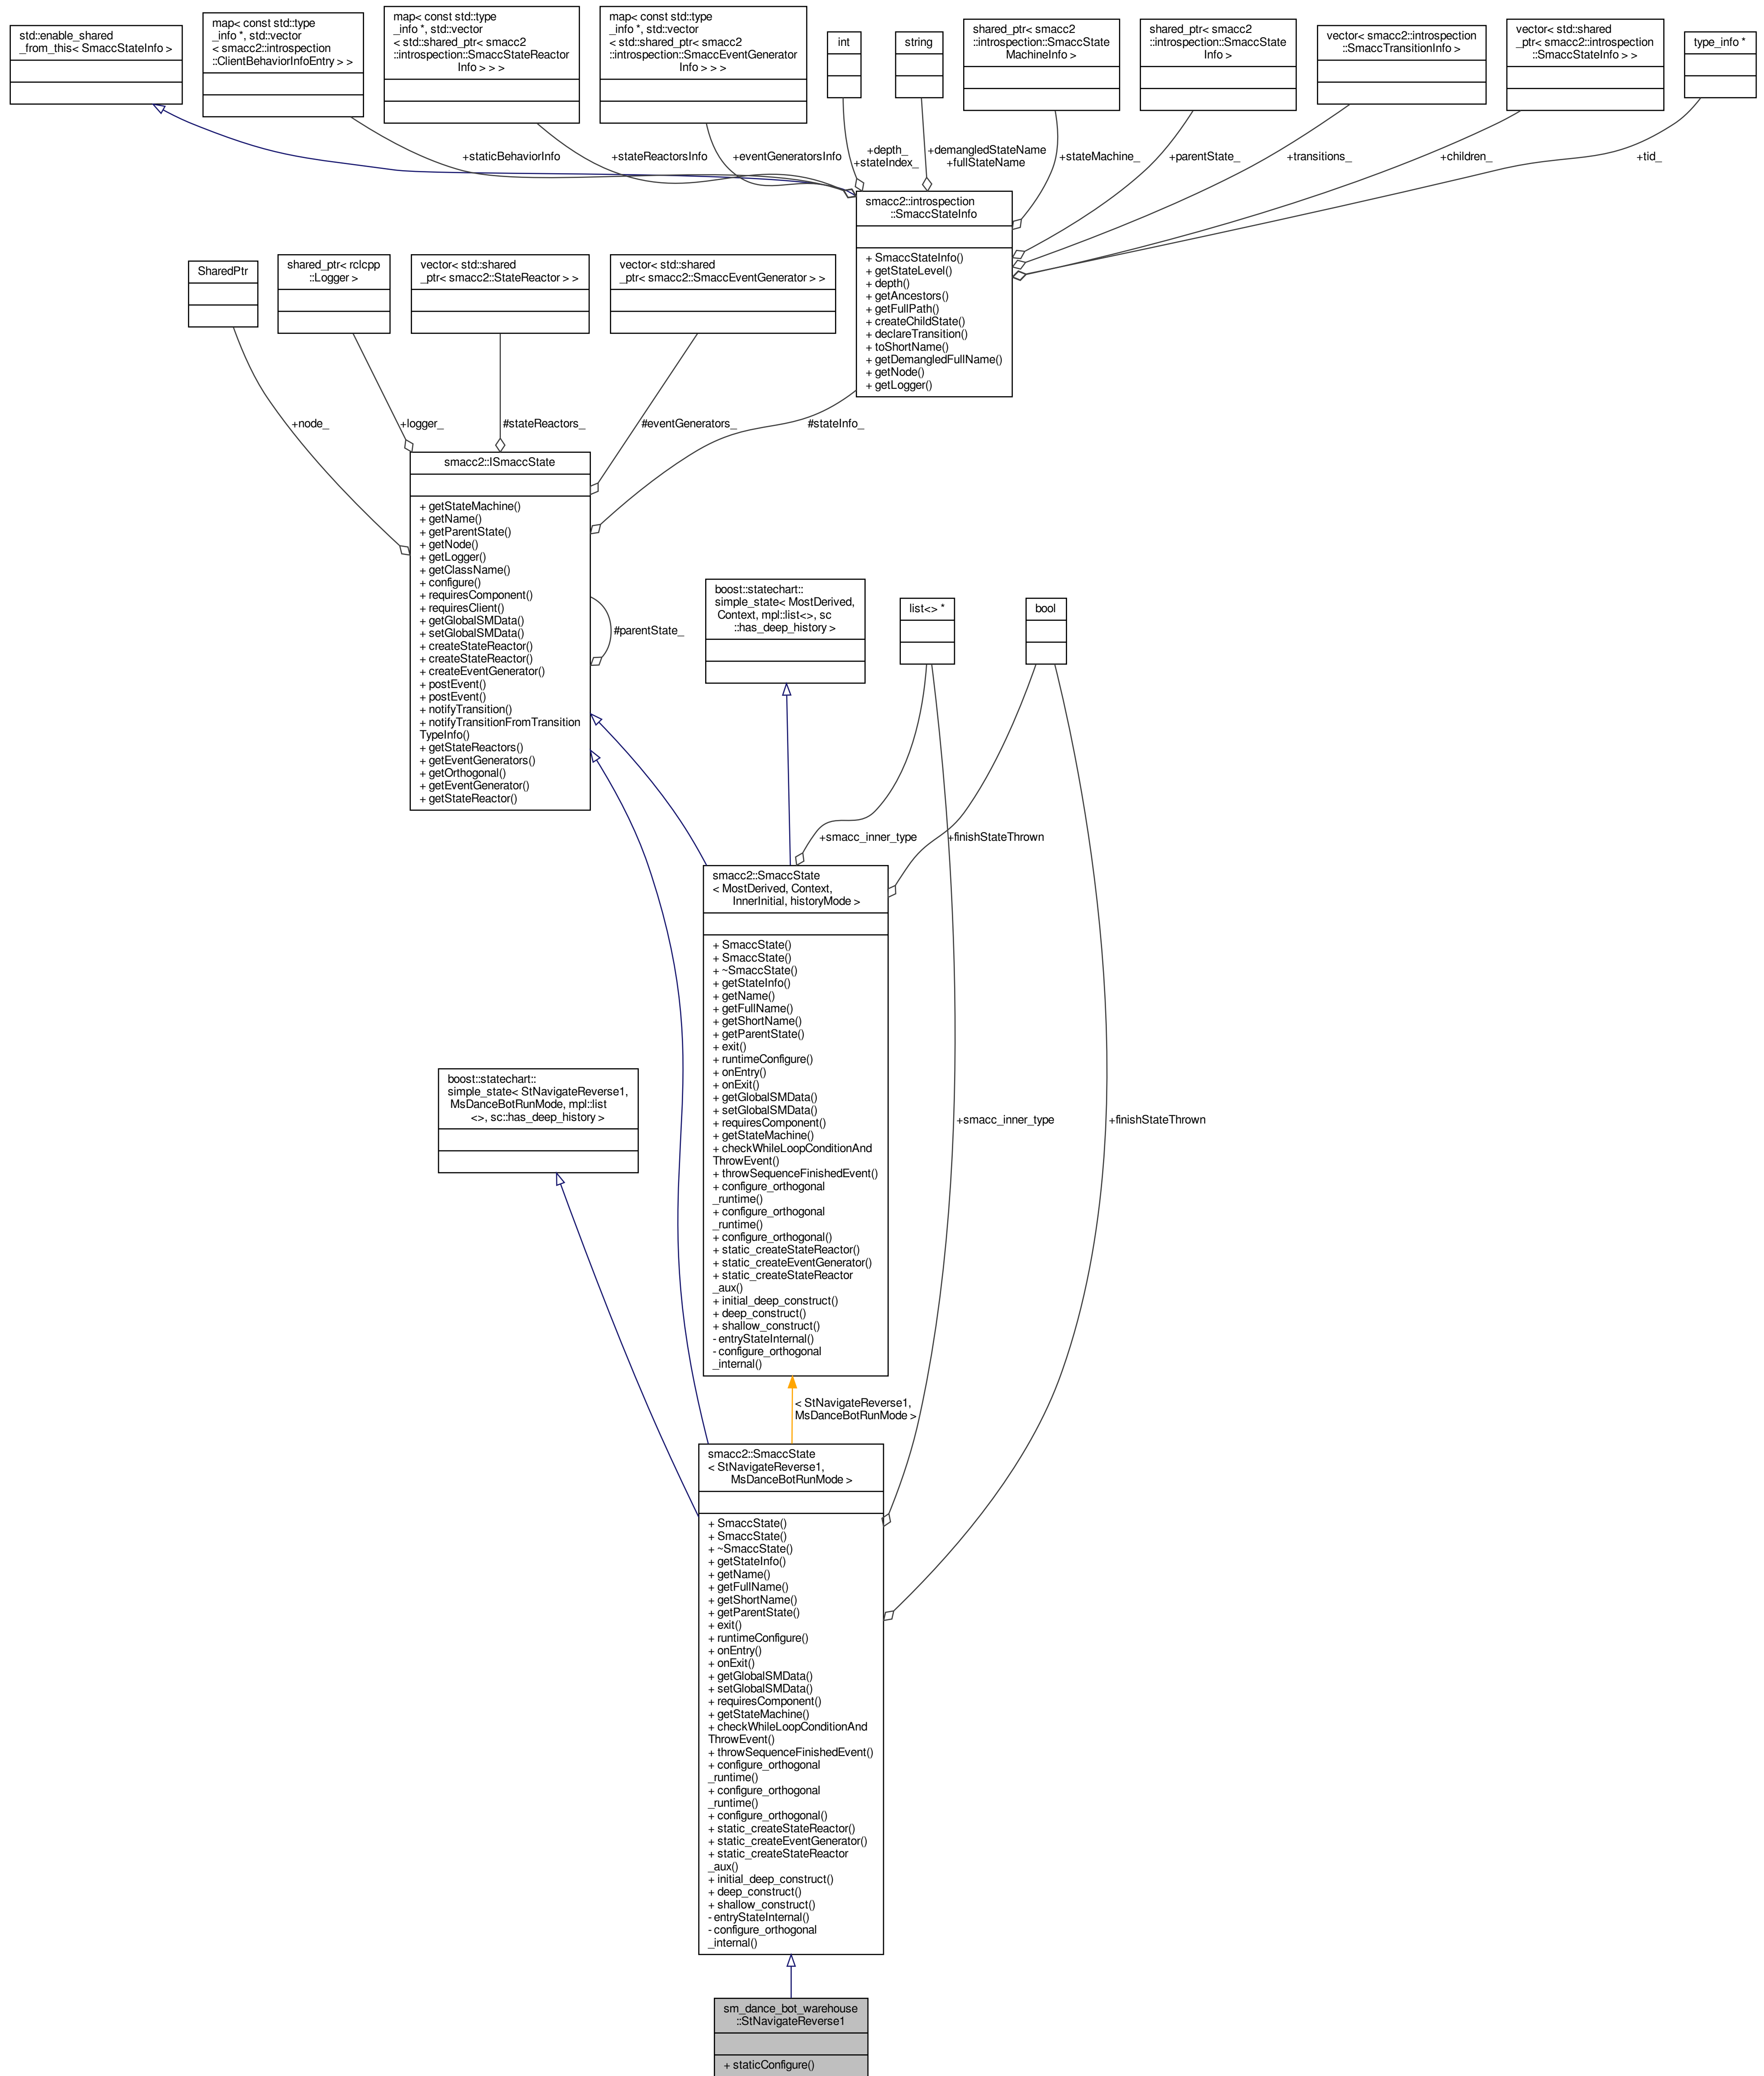 std::enable_shared
_from_this< SmaccStateInfo >
map< const std::type
_info *, std::vector
< smacc2::introspection
::ClientBehaviorInfoEntry > >
map< const std::type
_info *, std::vector
< std::shared_ptr< smacc2
::introspection::SmaccStateReactor
Info > > >
map< const std::type
_info *, std::vector
< std::shared_ptr< smacc2
::introspection::SmaccEventGenerator
Info > > >
int
string
shared_ptr< smacc2
::introspection::SmaccState
MachineInfo >
shared_ptr< smacc2
::introspection::SmaccState
Info >
vector< smacc2::introspection
::SmaccTransitionInfo >
vector< std::shared
_ptr< smacc2::introspection
::SmaccStateInfo > >
type_info *
+staticBehaviorInfo
+stateReactorsInfo
+eventGeneratorsInfo
+depth_
+stateIndex_
+demangledStateName
+fullStateName
+stateMachine_
+parentState_
+transitions_
+children_
+tid_
smacc2::introspection
::SmaccStateInfo
+ SmaccStateInfo()
+ getStateLevel()
+ depth()
+ getAncestors()
+ getFullPath()
+ createChildState()
+ declareTransition()
+ toShortName()
+ getDemangledFullName()
+ getNode()
+ getLogger()
SharedPtr
shared_ptr< rclcpp
::Logger >
vector< std::shared
_ptr< smacc2::StateReactor > >
vector< std::shared
_ptr< smacc2::SmaccEventGenerator > >
+node_
+logger_
#stateReactors_
#eventGenerators_
#stateInfo_
smacc2::ISmaccState
+ getStateMachine()
+ getName()
+ getParentState()
+ getNode()
+ getLogger()
+ getClassName()
+ configure()
+ requiresComponent()
+ requiresClient()
+ getGlobalSMData()
+ setGlobalSMData()
+ createStateReactor()
+ createStateReactor()
+ createEventGenerator()
+ postEvent()
+ postEvent()
+ notifyTransition()
+ notifyTransitionFromTransition
TypeInfo()
+ getStateReactors()
+ getEventGenerators()
+ getOrthogonal()
+ getEventGenerator()
+ getStateReactor()
#parentState_
boost::statechart::
simple_state< MostDerived,
Context, mpl::list<>, sc
::has_deep_history >
list<> *
bool
+smacc_inner_type
+finishStateThrown
smacc2::SmaccState
< MostDerived, Context,
InnerInitial, historyMode >
+ SmaccState()
+ SmaccState()
+ ~SmaccState()
+ getStateInfo()
+ getName()
+ getFullName()
+ getShortName()
+ getParentState()
+ exit()
+ runtimeConfigure()
+ onEntry()
+ onExit()
+ getGlobalSMData()
+ setGlobalSMData()
+ requiresComponent()
+ getStateMachine()
+ checkWhileLoopConditionAnd
ThrowEvent()
+ throwSequenceFinishedEvent()
+ configure_orthogonal
_runtime()
+ configure_orthogonal
_runtime()
+ configure_orthogonal()
+ static_createStateReactor()
+ static_createEventGenerator()
+ static_createStateReactor
_aux()
+ initial_deep_construct()
+ deep_construct()
+ shallow_construct()
- entryStateInternal()
- configure_orthogonal
_internal()
boost::statechart::
simple_state< StNavigateReverse1,
MsDanceBotRunMode, mpl::list
<>, sc::has_deep_history >
+smacc_inner_type
+finishStateThrown
< StNavigateReverse1,
MsDanceBotRunMode >
smacc2::SmaccState
< StNavigateReverse1,
MsDanceBotRunMode >
+ SmaccState()
+ SmaccState()
+ ~SmaccState()
+ getStateInfo()
+ getName()
+ getFullName()
+ getShortName()
+ getParentState()
+ exit()
+ runtimeConfigure()
+ onEntry()
+ onExit()
+ getGlobalSMData()
+ setGlobalSMData()
+ requiresComponent()
+ getStateMachine()
+ checkWhileLoopConditionAnd
ThrowEvent()
+ throwSequenceFinishedEvent()
+ configure_orthogonal
_runtime()
+ configure_orthogonal
_runtime()
+ configure_orthogonal()
+ static_createStateReactor()
+ static_createEventGenerator()
+ static_createStateReactor
_aux()
+ initial_deep_construct()
+ deep_construct()
+ shallow_construct()
- entryStateInternal()
- configure_orthogonal
_internal()
sm_dance_bot_warehouse
::StNavigateReverse1
+ staticConfigure()